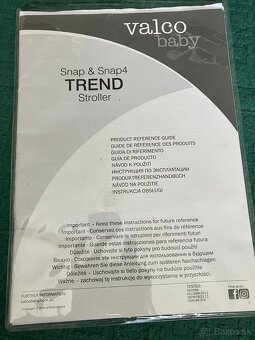 valco
baby
Snap & Snap4
TREND
Stroller
PRODUCT REFERENCE GUIDE
GUIDE DE RÉFÉRENCE DES PRODUITS
GUIDA DI RIFERIMENTO
GUÍA DE PRODUCTO
NÁVOD K POUŽITÍ
ИНСТРУКЦИЯ ПО ЭКСПЛУАТАЦИИ
PRODUKTREFERENZHANDBUCH
NÁVOD NA POUŽITIE
INSTRUKCJA OBSŁUGI
Important - Keep these instructions for future reference
Important - Conservez ces instructions aux fins de référence
Importante - Conservare le istruzioni per riferimenti futuri
Importante - Guarde estas instrucciones para referencia futura
Důležité - Uschovejte si tyto pokyny pro budoucí použití
Важно - Сохраните эти инструкции для использования в будущем
Wichtig - Bewahren Sie diese Anleitung zum späteren Nachschlagen
Dôležité - Uschovajte si tieto pokyny na budúce použitie
Ważne - zachowaj tę instrukcję do wykorzystania w przyszłości
FURTHER INFORMATION
valcobaby.com.au